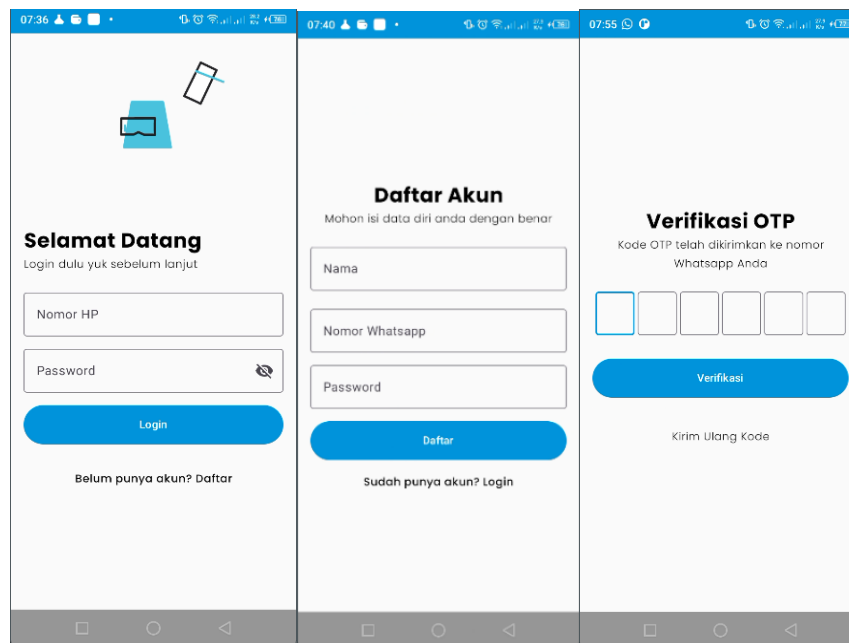 07:36
Selamat Datang
Login dulu yuk sebelum lanjut
Nomor HP
Password
Login
Belum punya akun? Daftar
07:40
Daftar Akun
Mohon isi data diri anda dengan benar
Nama
Nomor Whatsapp
Password
Daftar
Sudah punya akun? Login
07:55
Verifikasi OTP
Kode OTP telah dikirimkan ke nomor
Whatsapp Anda
Verifikasi
Kirim Ulang Kode